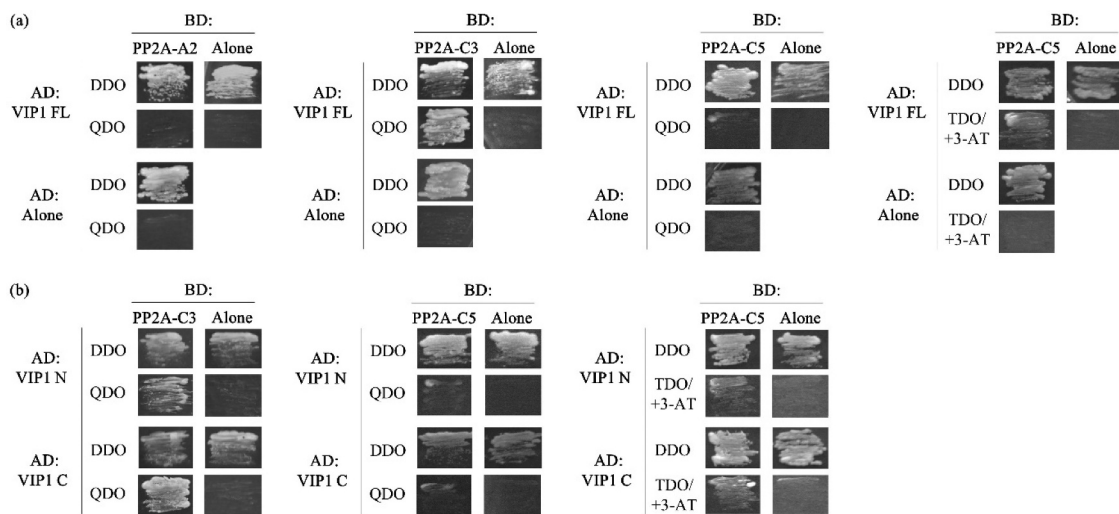 (a)
BD:
PP2A-A2 Alone
AD:
VIP1 FL
DDO
QDO
AD:
Alone
DDO
QDO
BD:
PP2A-C3 Alone
AD:
VIP1 FL
DDO
QDO
AD:
Alone
DDO
QDO
BD:
PP2A-C5 Alone
AD:
VIP1 FL
DDO
QDO
AD:
Alone
DDO
QDO
BD:
PP2A-C5 Alone
AD:
VIP1 FL
DDO
TDO/
+3-AT
AD:
Alone
DDO
TDO/
+3-AT
(b)
BD:
PP2A-C3 Alone
AD:
VIP1 N
DDO
QDO
AD:
VIP1 C
DDO
QDO
BD:
PP2A-C5 Alone
AD:
VIP1 N
DDO
QDO
AD:
VIP1 C
DDO
QDO
BD:
PP2A-C5 Alone
AD:
VIP1 N
DDO
TDO/
+3-AT
AD:
VIP1 C
DDO
TDO/
+3-AT